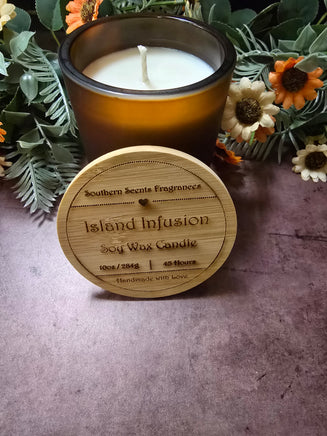 Southern Scents Fragrances
Island Infusion
Soy Wax Candle
10oz / 284g | 45 Hours
Handmade with Love